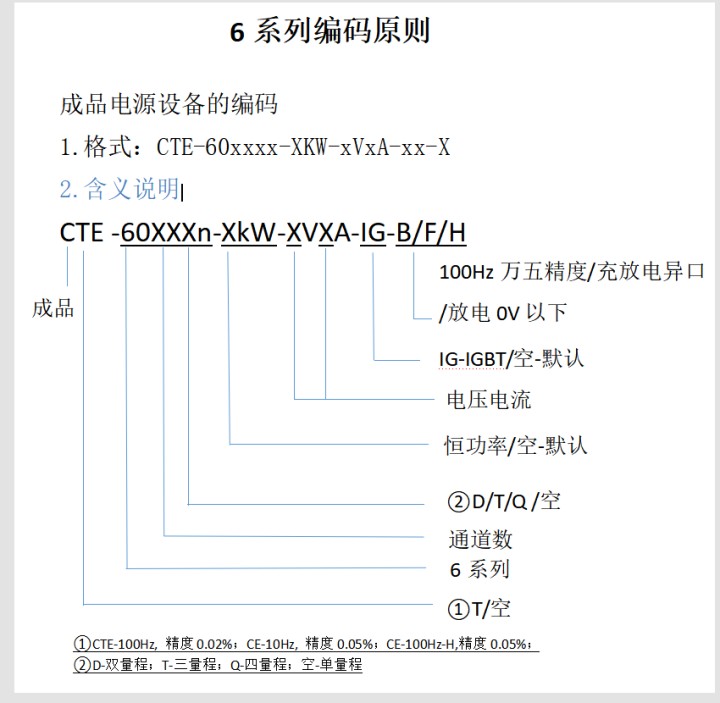 6 系列编码原则
成品电源设备的编码
1.格式：CTE-60xxxx-XKW-xVxA-xx-X
2.含义说明
CTE -60XXXn-XkW-XVXA-IG-B/F/H
100Hz 万五精度/充放电异口
成品
/放电 0V 以下
IG-IGBT/空-默认
电压电流
恒功率/空-默认
②D/T/Q /空
通道数
6 系列
①T/空
①CTE-100Hz, 精度 0.02%；CE-10Hz, 精度 0.05%；CE-100Hz-H,精度 0.05%；
②D-双量程；T-三量程；Q-四量程；空-单量程